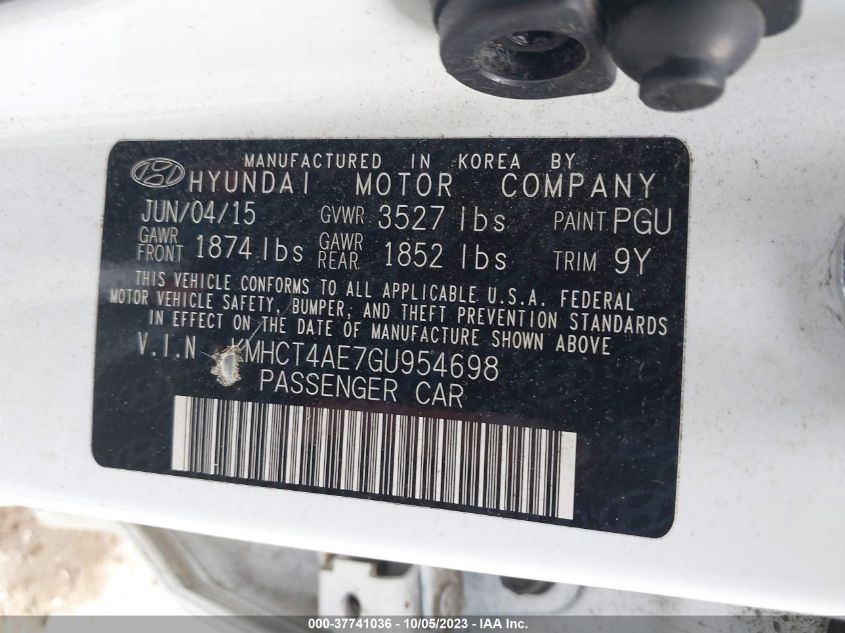 MANUFACTURED IN KOREA BY
HYUNDAI MOTOR COMPANY
JUN/04/15 GVWR 3527 lbs PAINT PGU
GAWR FRONT 1874 lbs GAWR REAR 1852 lbs TRIM 9Y
THIS VEHICLE CONFORMS TO ALL APPLICABLE U.S.A. FEDERAL
MOTOR VEHICLE SAFETY, BUMPER, AND THEFT PREVENTION STANDARDS
IN EFFECT ON THE DATE OF MANUFACTURE SHOWN ABOVE
V.I.N KMHCT4AE7GU954698
PASSENGER CAR
000-37741036 - 10/05/2023 - IAA Inc.